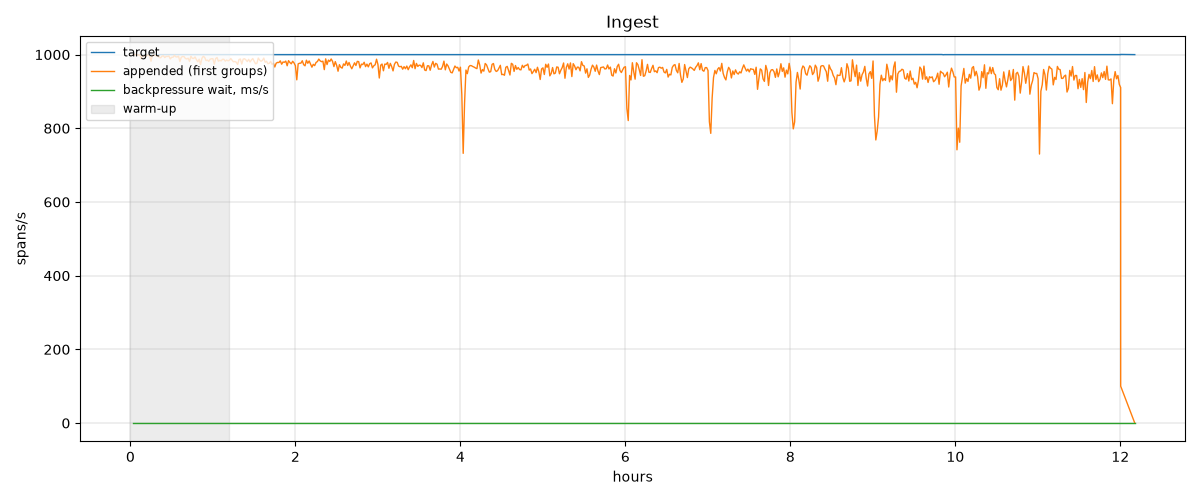 Ingest
target
appended (first groups)
backpressure wait, ms/s
warm-up
spans/s
1000
800
600
400
200
0
0 2 4 6 8 10 12
hours